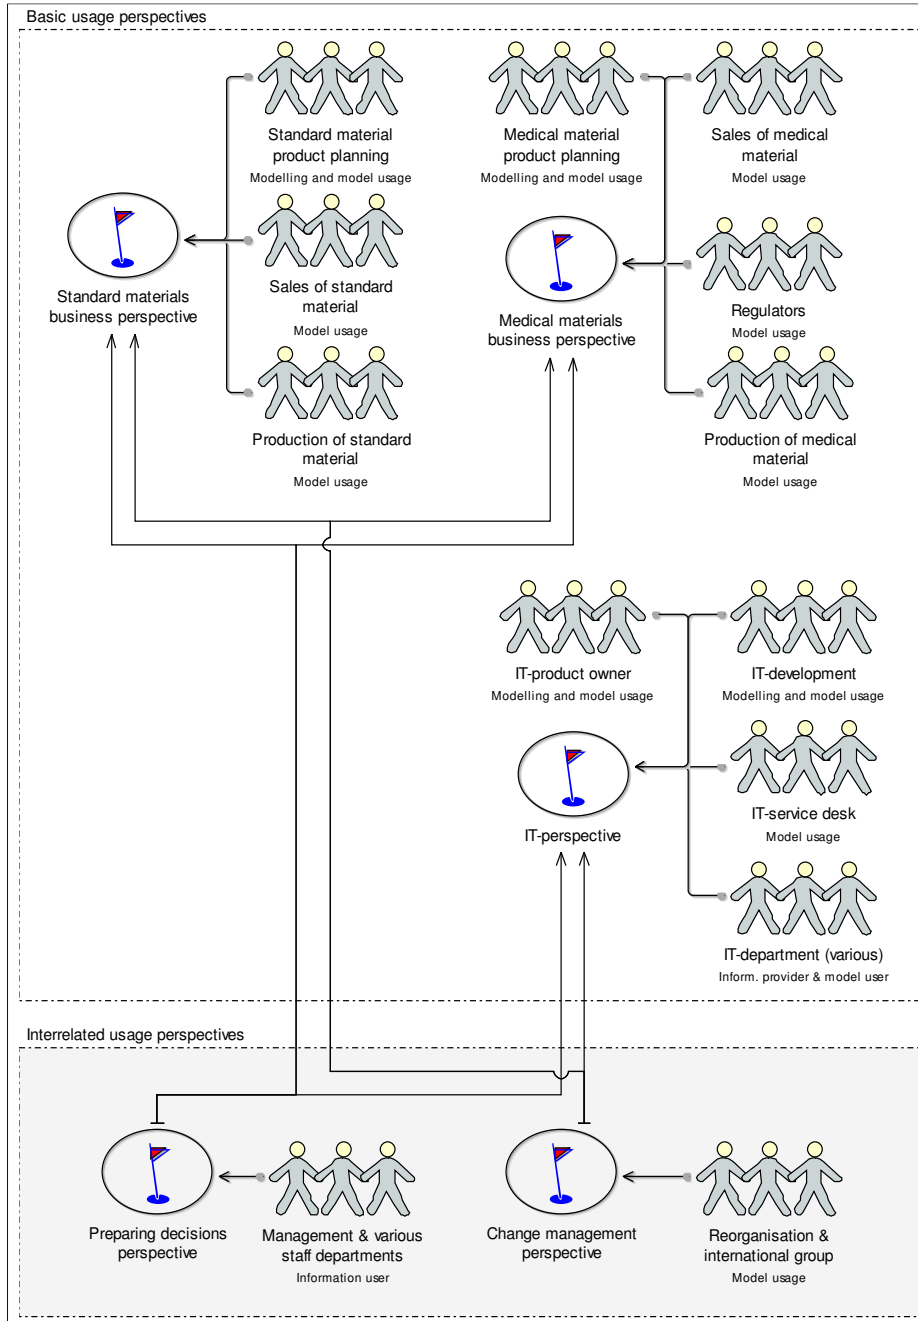 Basic usage perspectives
Standard material
product planning
Modelling and model usage
Medical material
product planning
Modelling and model usage
Sales of medical
material
Model usage
Standard materials
business perspective
Sales of standard
material
Model usage
Medical materials
business perspective
Regulators
Model usage
Production of standard
material
Model usage
Production of medical
material
Model usage
IT-product owner
Modelling and model usage
IT-development
Modelling and model usage
IT-perspective
IT-service desk
Model usage
IT-department (various)
Inform. provider & model user
Interrelated usage perspectives
Preparing decisions
perspective
Management & various
staff departments
Information user
Change management
perspective
Reorganisation &
international group
Model usage